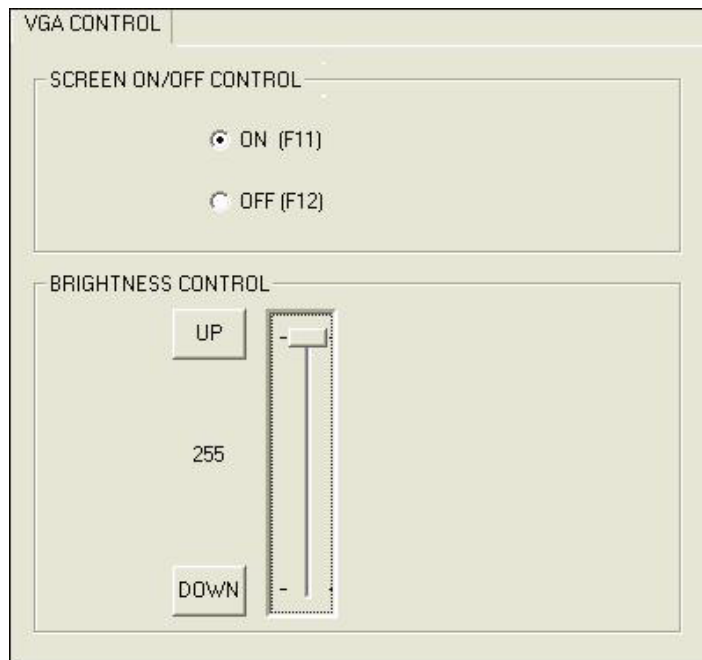 VGA CONTROL
SCREEN ON/OFF CONTROL
ON (F11)
OFF (F12)
BRIGHTNESS CONTROL
UP
255
DOWN